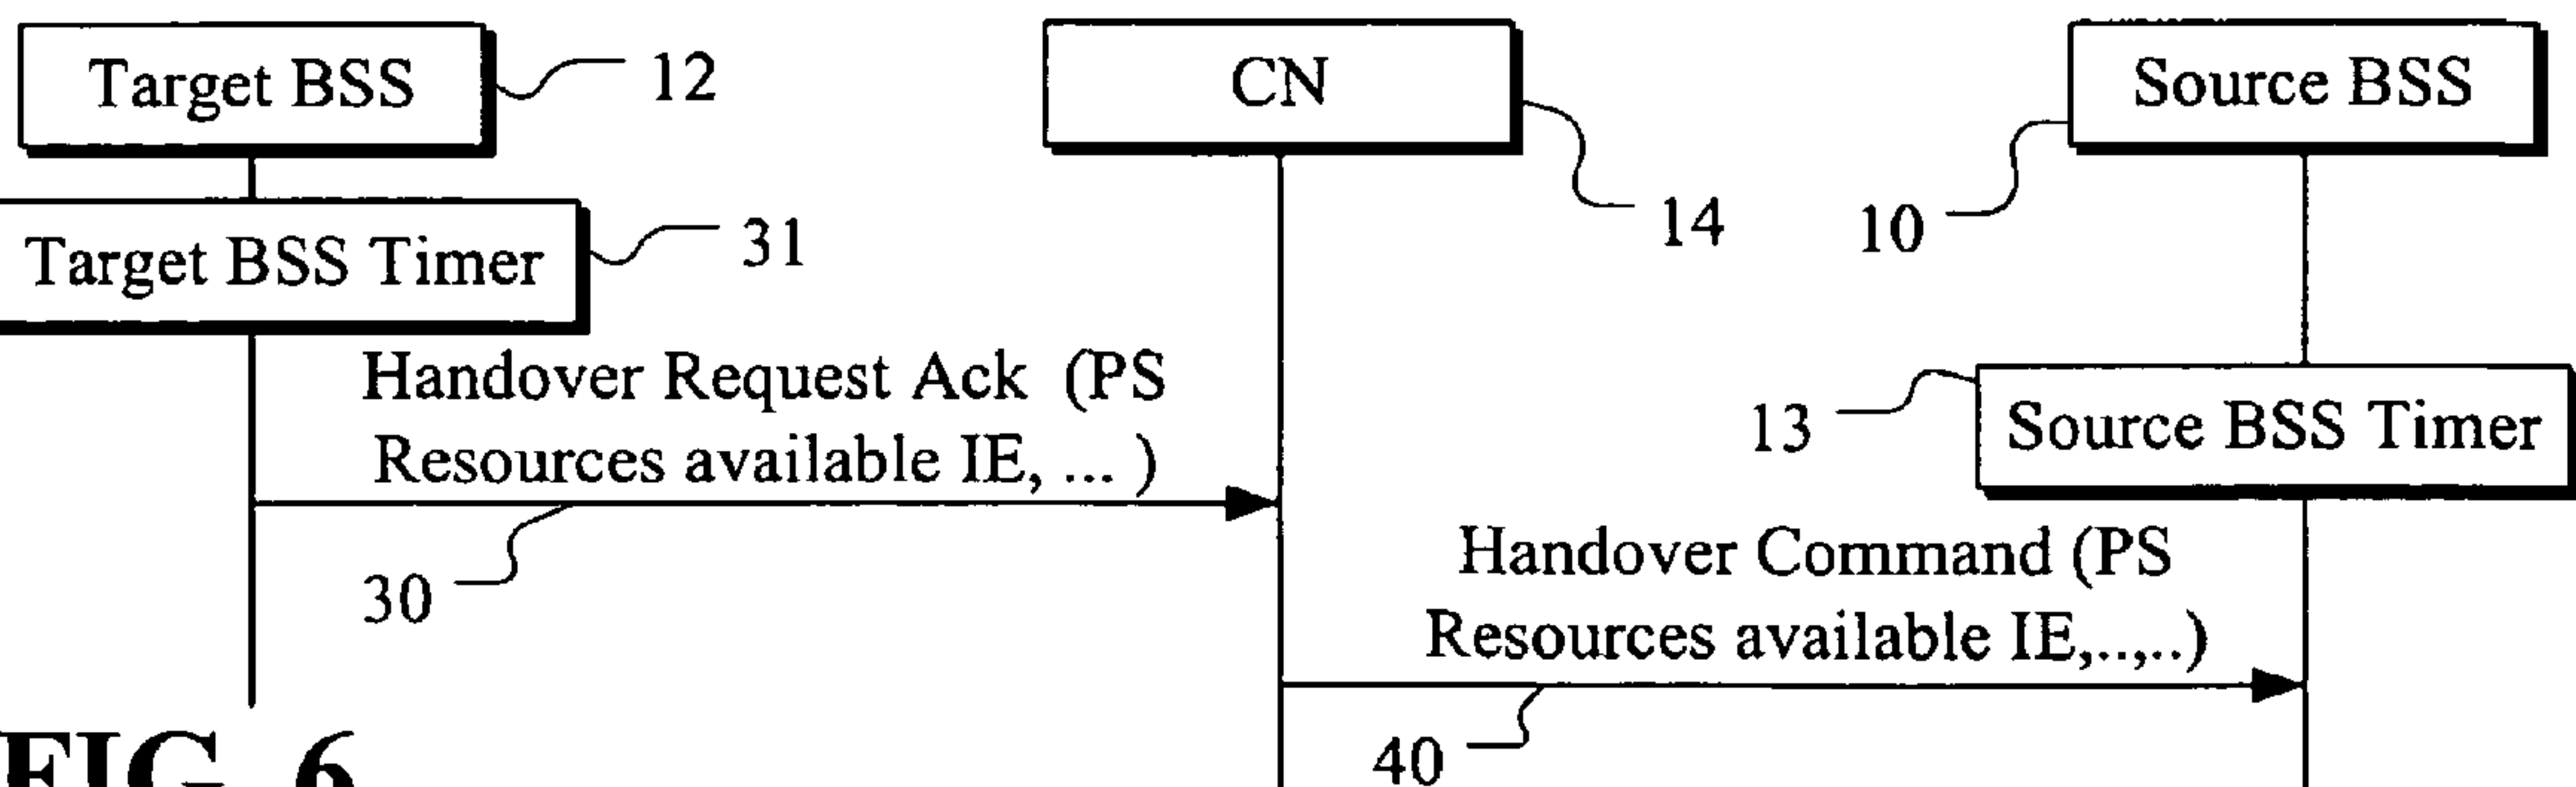 Target BSS
12
CN
Source BSS
14
10
Target BSS Timer
31
Handover Request Ack (PS
Resources available IE, ... )
13
Source BSS Timer
30
Handover Command (PS
Resources available IE,..,..)
40
FIG. 6